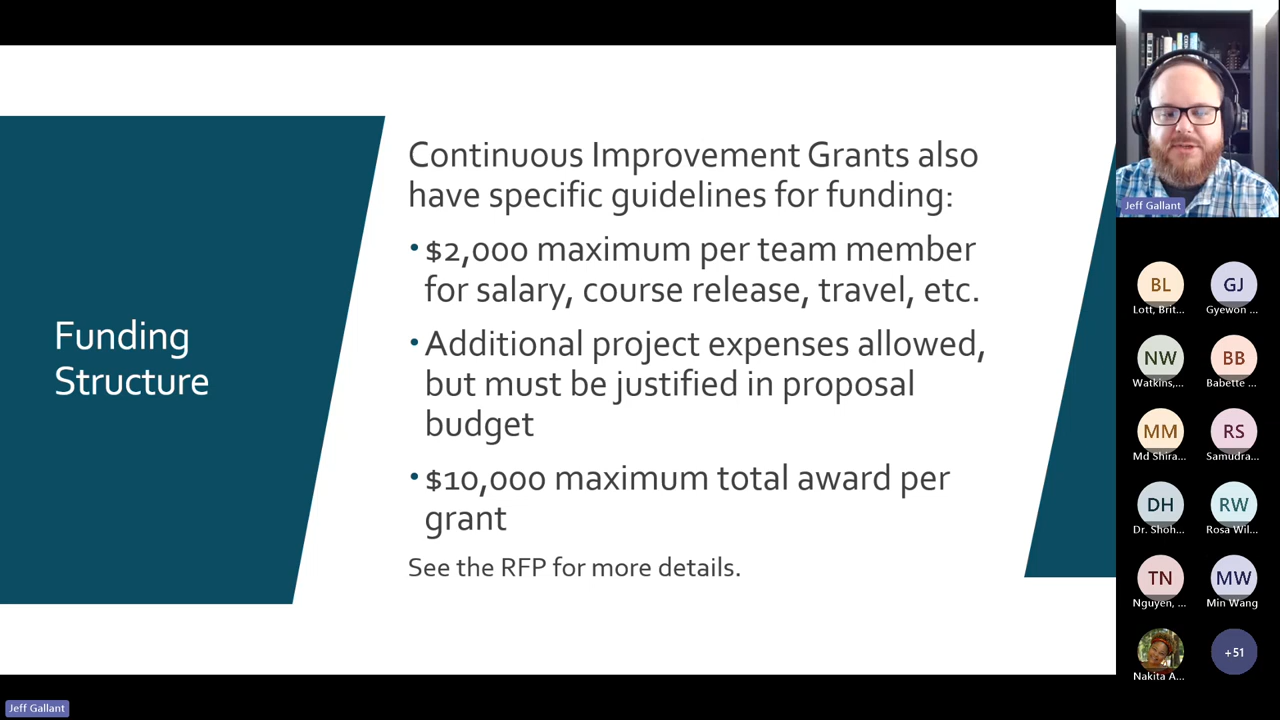 Funding
Structure
Continuous Improvement Grants also
have specific guidelines for funding:
• $2,000 maximum per team member
for salary, course release, travel, etc.
• Additional project expenses allowed,
but must be justified in proposal
budget
• $10,000 maximum total award per
grant
See the RFP for more details.
Jeff Gallant
BL
GJ
Lott, Brit...
Gyewon ...
NW
BB
Watkins,...
Babette ...
MM
RS
Md Shira...
Samudra...
DH
RW
Dr. Shoh...
Rosa Wil...
TN
MW
Nguyen, ...
Min Wang
+51
Nakita A...
Jeff Gallant